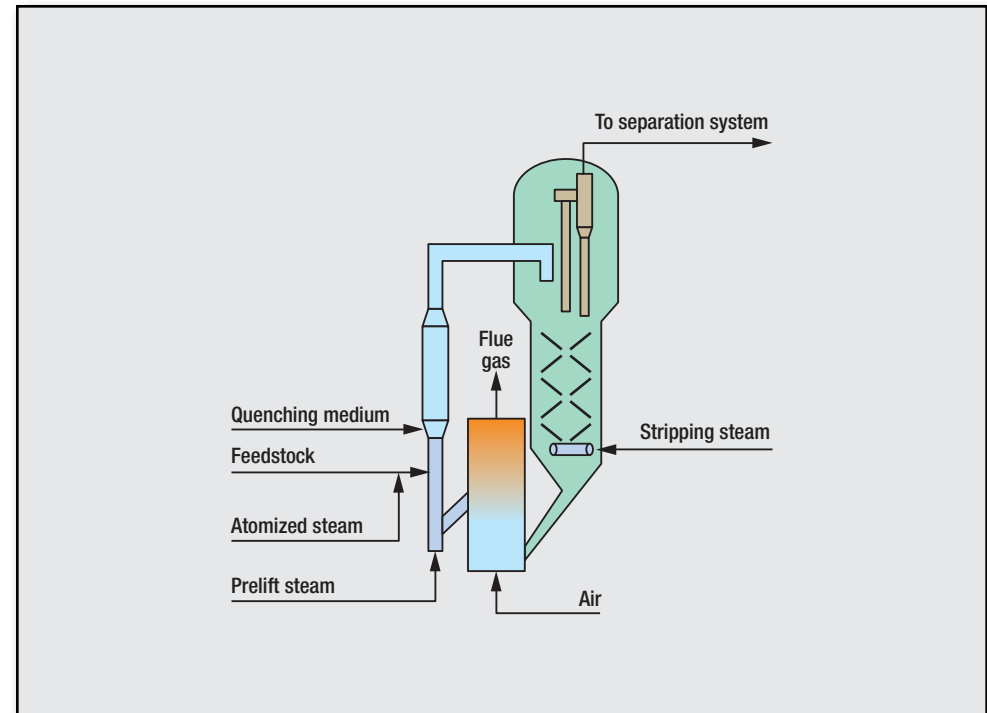 To separation system
Flue
gas
Quenching medium
Feedstock
Stripping steam
Atomized steam
Prelift steam
Air